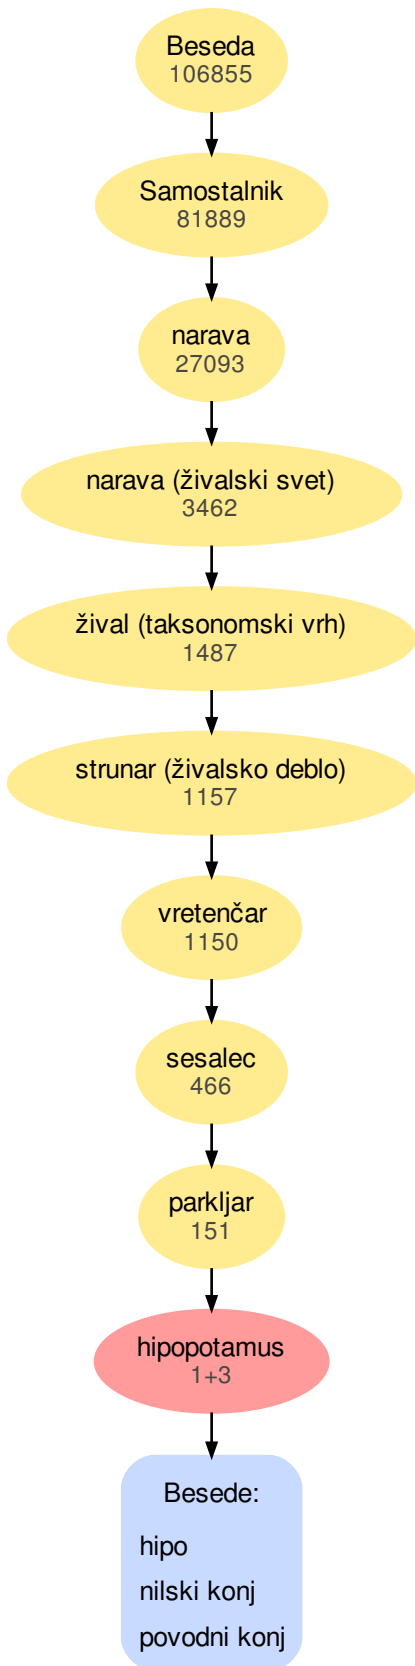 Beseda
106855
Samostalnik
81889
narava
27093
narava (živalski svet)
3462
žival (taksonomski vrh)
1487
strunar (živalsko deblo)
1157
vretenčar
1150
sesalec
466
parkljar
151
hipopotamus
1+3
Besede:
hipo
nilski konj
povodni konj